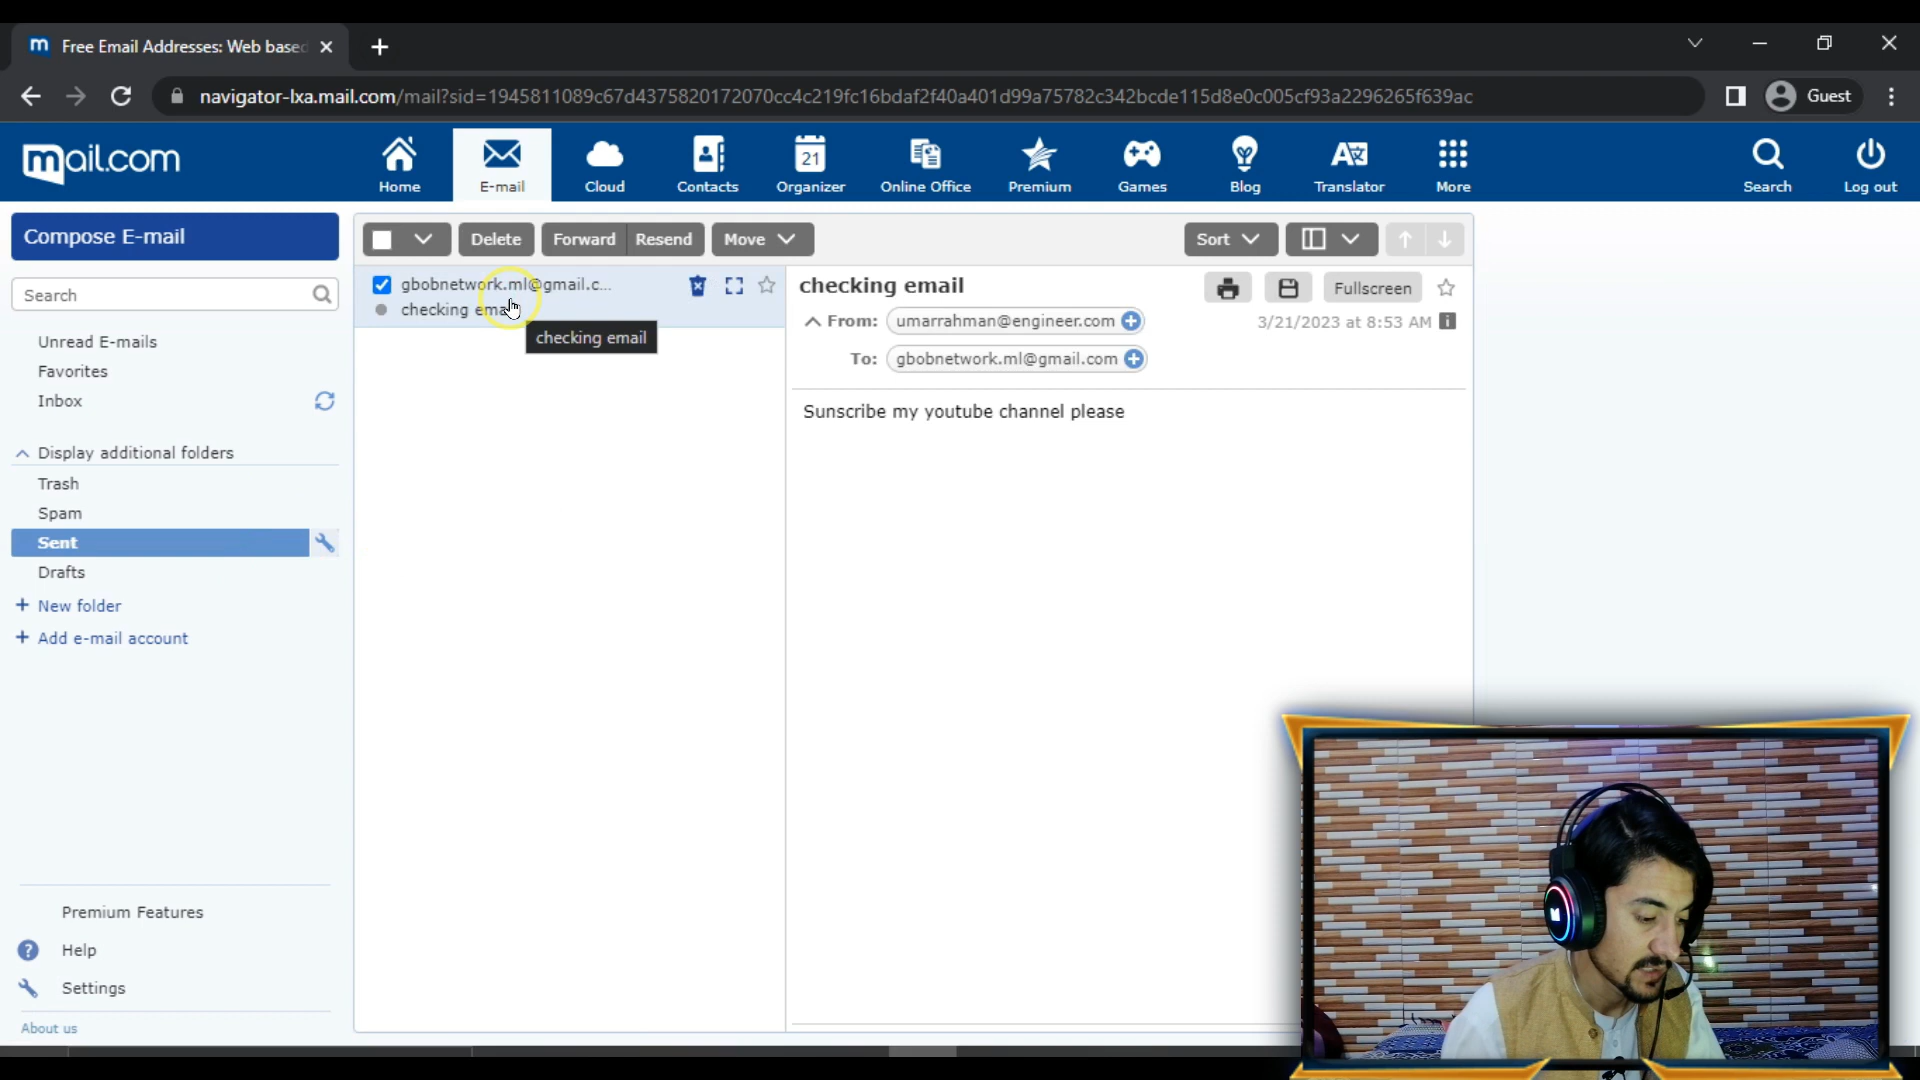 m Free Email Addresses: Web based
navigator-lxa.mail.com/mail?sid=1945811089c67d4375820172070cc4c219fc16bdaf2f40a401d99a75782c342bcde115d8e0c005cf93a2296265f639ac
Guest
mail.com
Home
E-mail
Cloud
Contacts
21
Organizer
Online Office
Premium
Games
Blog
Translator
More
Search
Log out
Compose E-mail
Delete
Forward
Resend
Move
Sort
Search
Unread E-mails
Favorites
Inbox
Display additional folders
Trash
Spam
Sent
Drafts
+ New folder
+ Add e-mail account
Premium Features
? Help
Settings
About us
gbobnetwork.ml@gmail.c...
checking ema
checking email
checking email
Fullscreen
From: umarrahman@engineer.com
3/21/2023 at 8:53 AM
To: gbobnetwork.ml@gmail.com
Sunscribe my youtube channel please